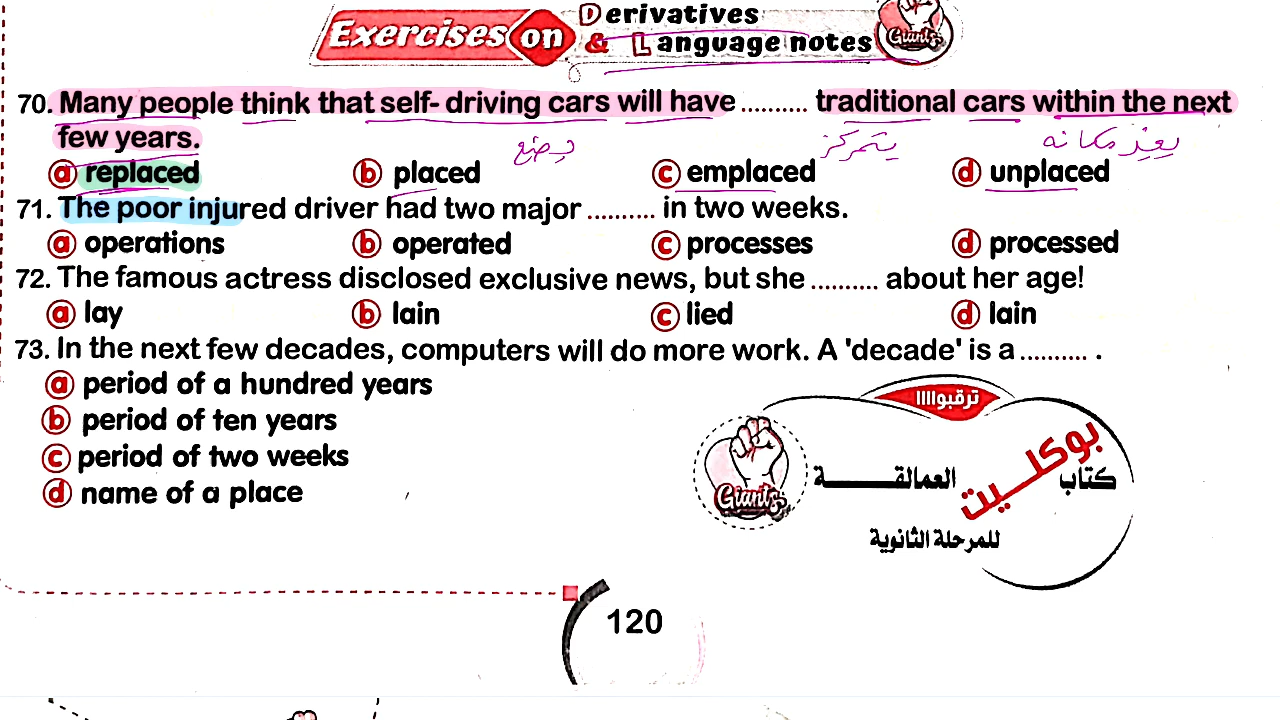 Exercises on Derivatives & Language notes
Giants
70. Many people think that self- driving cars will have .......... traditional cars within the next
few years.
يضع يتمركز يغير مكانه
a replaced b placed c emplaced d unplaced
71. The poor injured driver had two major .......... in two weeks.
a operations b operated c processes d processed
72. The famous actress disclosed exclusive news, but she .......... about her age!
a lay b lain c lied d lain
73. In the next few decades, computers will do more work. A 'decade' is a .......... .
a period of a hundred years
b period of ten years
c period of two weeks
d name of a place
ترقبوااااا
كتاب بوكليت العمالقة
Giants
للمرحلة الثانوية
120